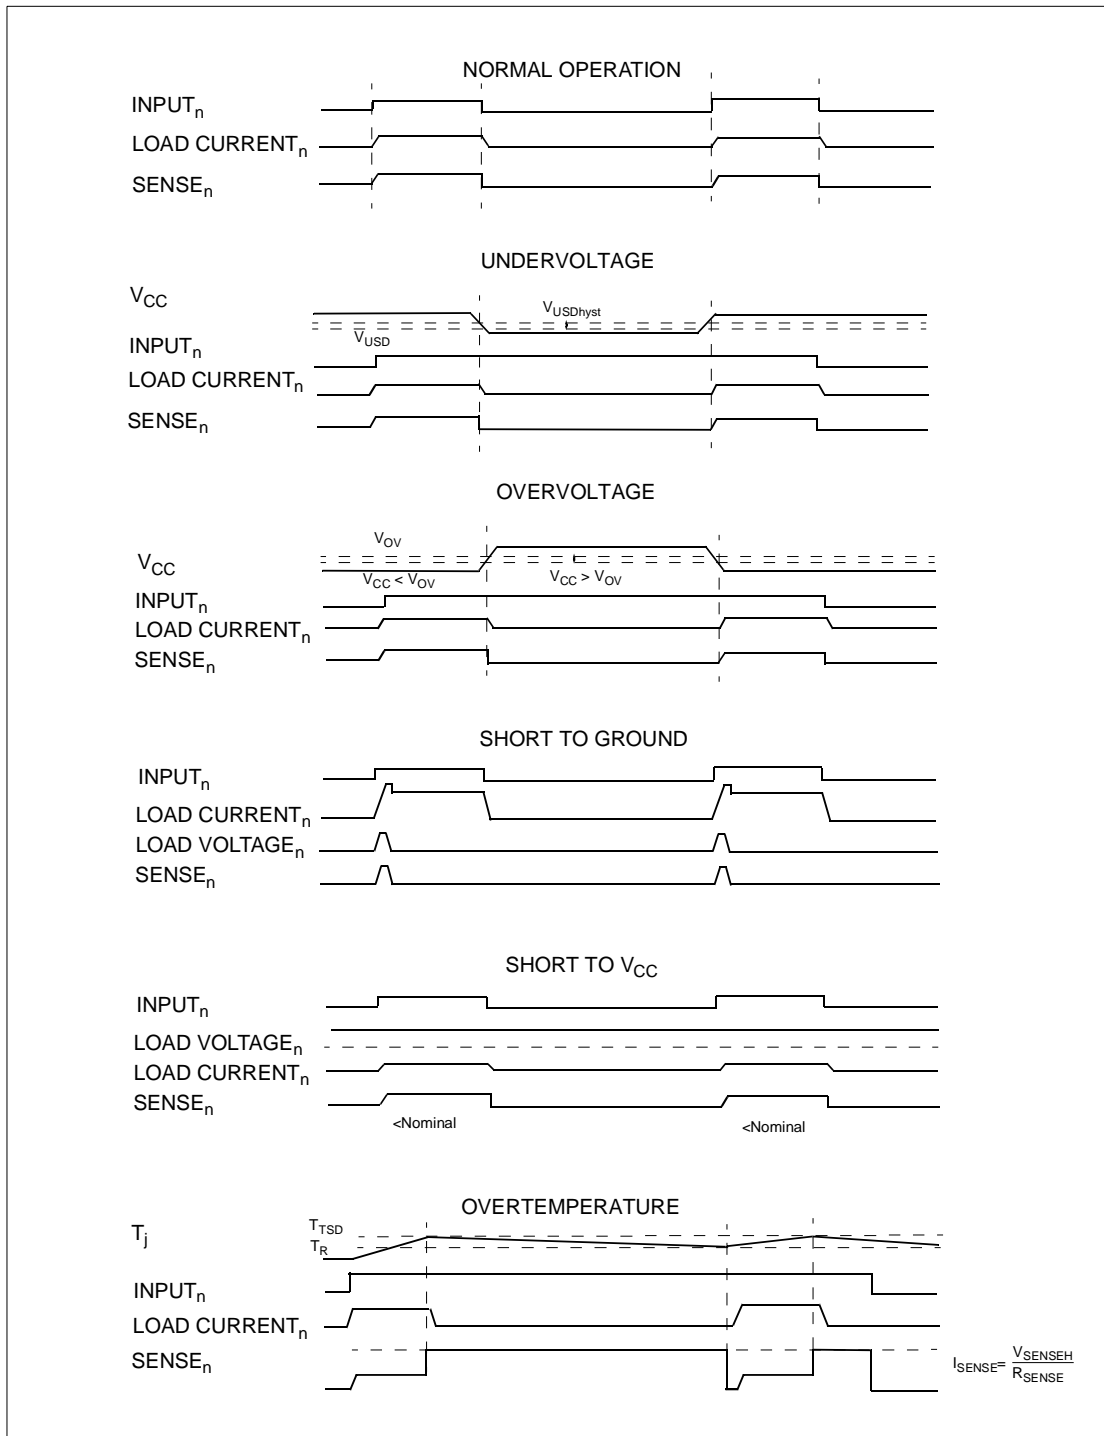 NORMAL OPERATION
INPUTn
LOAD CURRENTn
SENSEn
UNDERVOLTAGE
VCC
VUSDhyst
VUSD
INPUTn
LOAD CURRENTn
SENSEn
OVERVOLTAGE
VOV
VCC
VCC < VOV
VCC > VOV
INPUTn
LOAD CURRENTn
SENSEn
SHORT TO GROUND
INPUTn
LOAD CURRENTn
LOAD VOLTAGEn
SENSEn
SHORT TO VCC
INPUTn
LOAD VOLTAGEn
LOAD CURRENTn
SENSEn
<Nominal
<Nominal
OVERTEMPERATURE
Tj
TTSD
TR
INPUTn
LOAD CURRENTn
SENSEn
ISENSE= VSENSEH
RSENSE